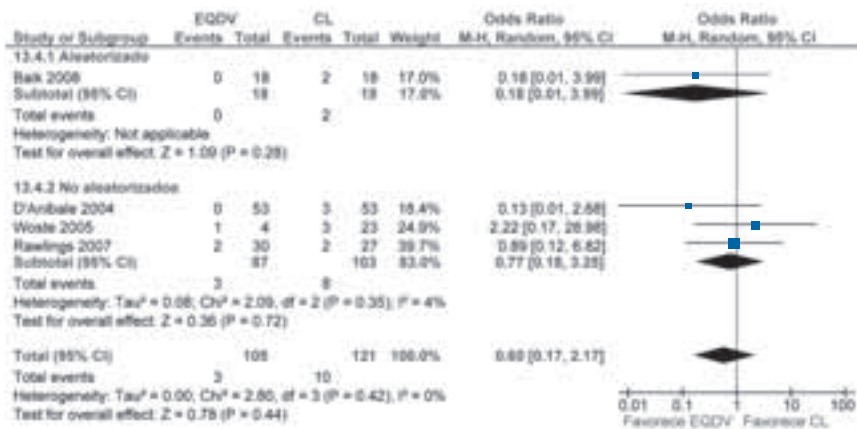 EQDV CL Odds Ratio Odds Ratio
Study or Subgroup Events Total Events Total Weight M-H, Random, 95% CI M-H, Random, 95% CI
13.4.1 Aleatorizado
Baik 2008 0 18 2 18 17.0% 0.18 [0.01, 3.99]
Subtotal (95% CI) 18 18 17.0% 0.18 [0.01, 3.99]
Total events 0 2
Heterogeneity: Not applicable
Test for overall effect: Z = 1.09 (P = 0.28)
13.4.2 No aleatorizados
D'Anibale 2004 0 53 3 53 18.4% 0.13 [0.01, 2.68]
Woste 2005 1 4 3 23 24.9% 2.22 [0.17, 28.98]
Rawlings 2007 2 30 2 27 39.7% 0.89 [0.12, 6.82]
Subtotal (95% CI) 87 103 83.0% 0.77 [0.18, 3.25]
Total events 3 8
Heterogeneity: Tau² = 0.08; Chi² = 2.09, df = 2 (P = 0.35); I² = 4%
Test for overall effect: Z = 0.36 (P = 0.72)
Total (95% CI) 105 121 100.0% 0.60 [0.17, 2.17]
Total events 3 10
Heterogeneity: Tau² = 0.00; Chi² = 2.80, df = 3 (P = 0.42); I² = 0%
Test for overall effect: Z = 0.78 (P = 0.44)
0.01 0.1 1 10 100
Favorece EQDV Favorece CL